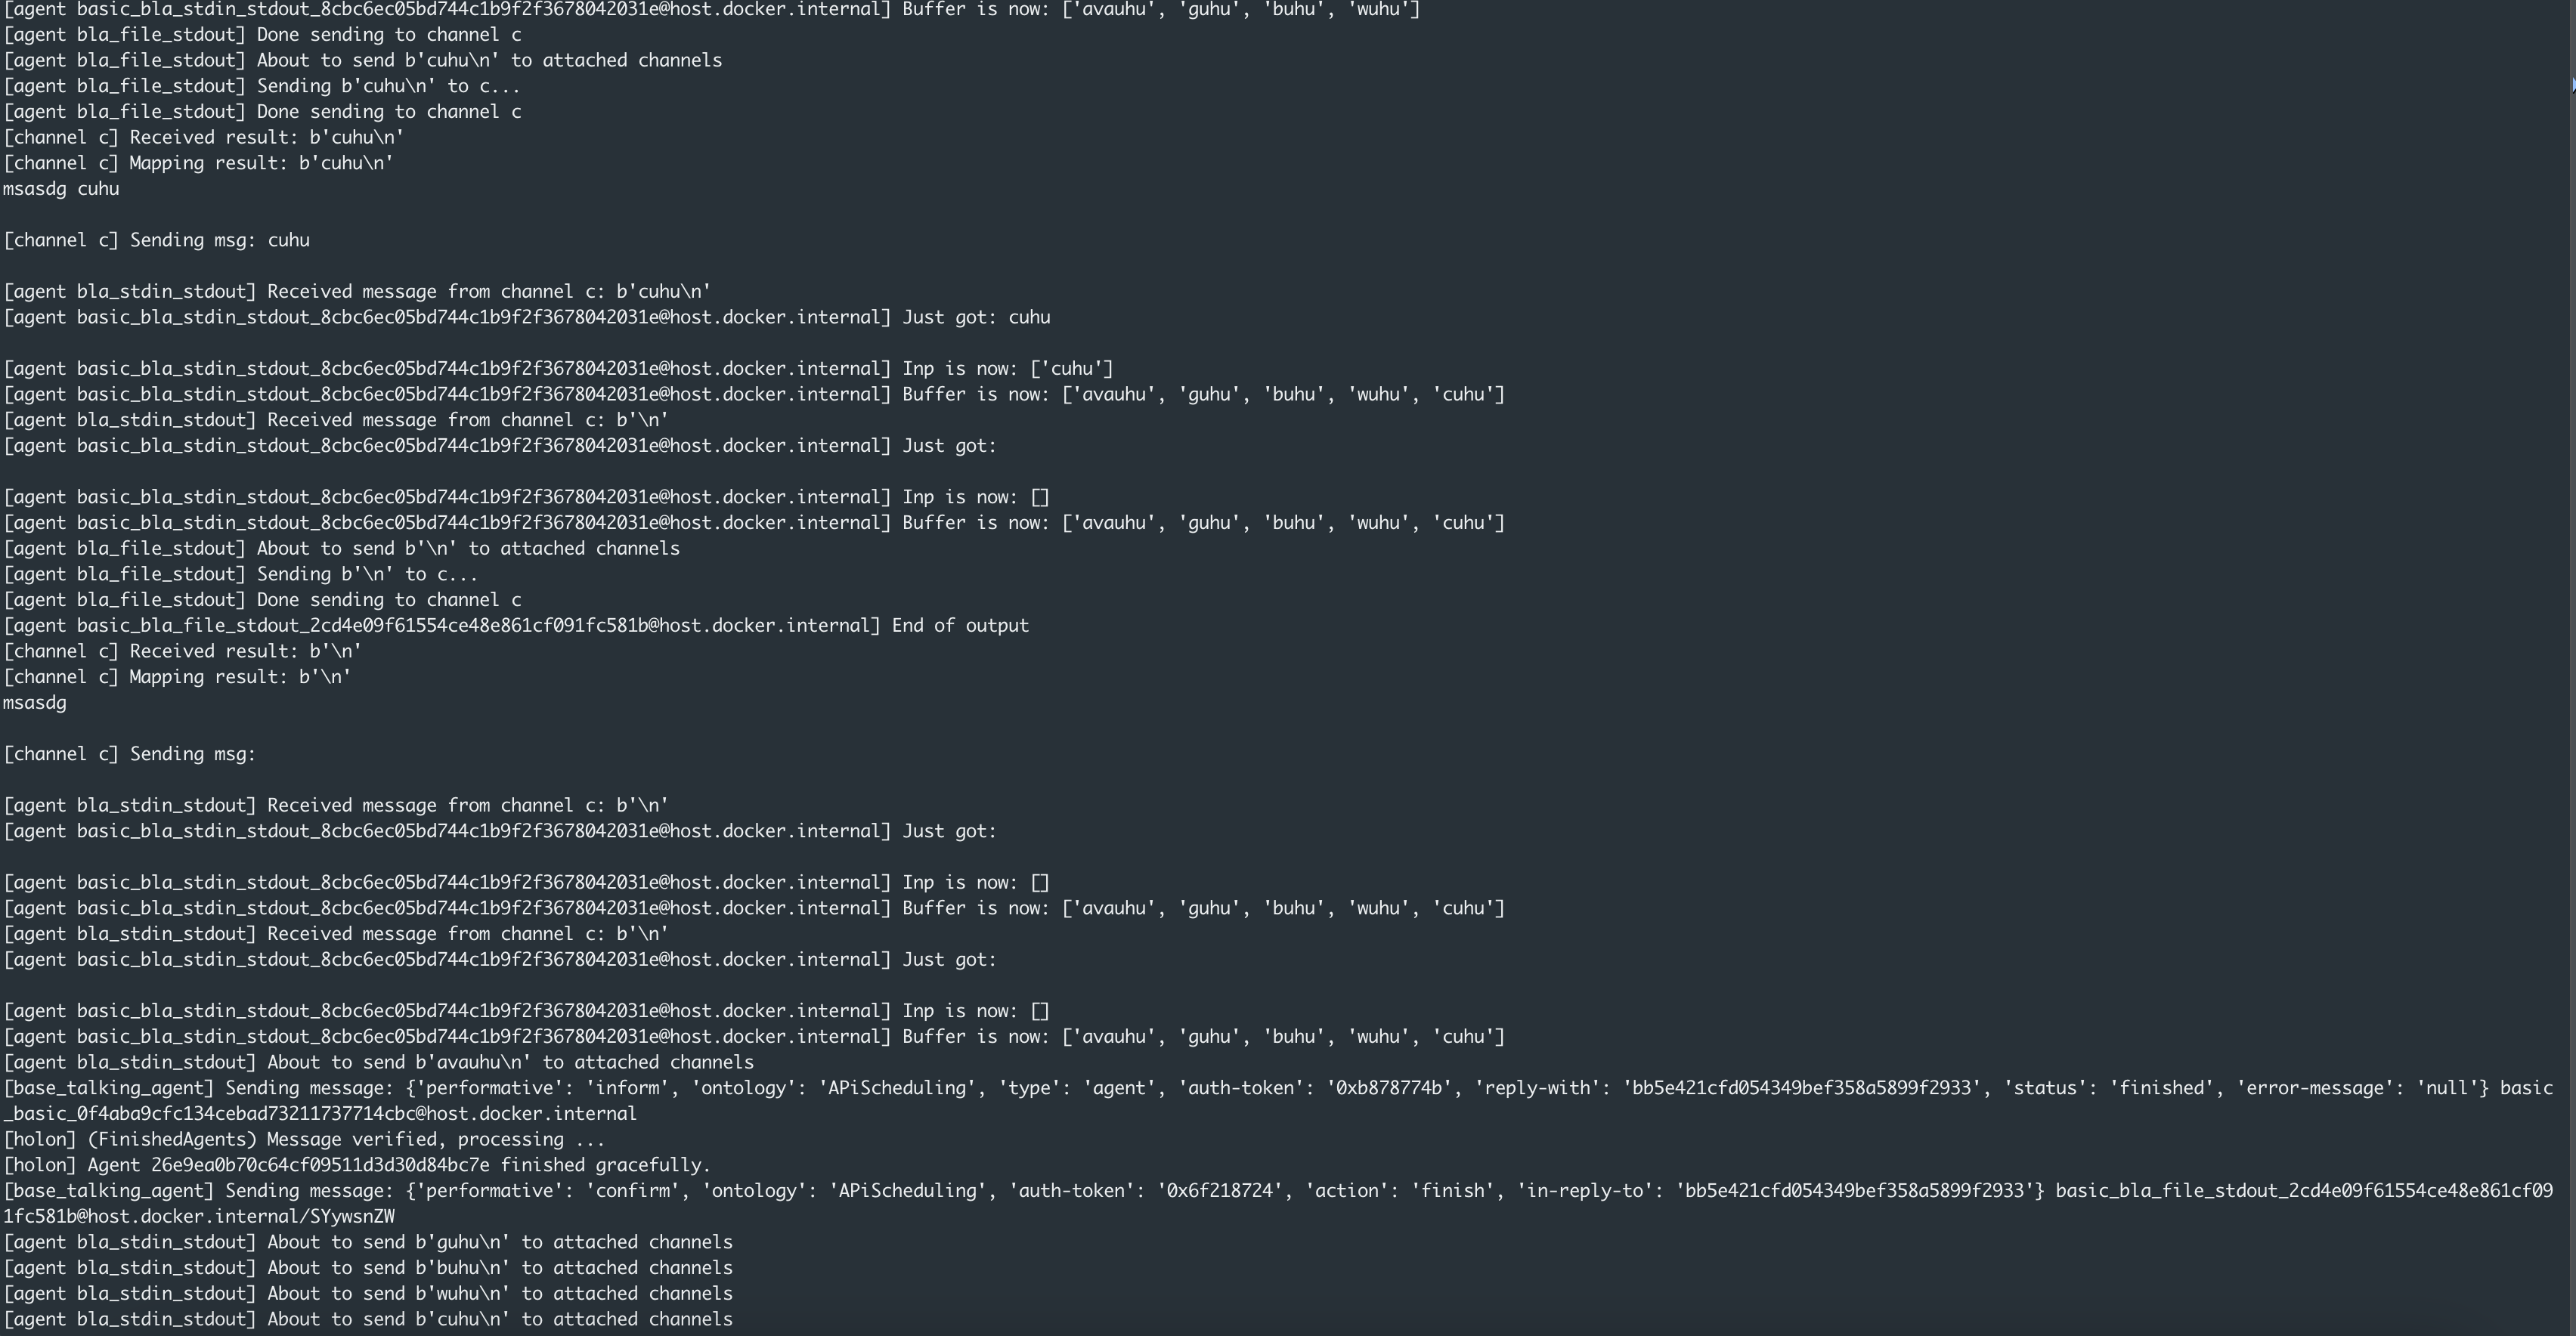 [agent basic_bla_stdin_stdout_8cbc6ec05bd744c1b9f2f3678042031e@host.docker.internal] Buffer is now: ['avauhu', 'guhu', 'buhu', 'wuhu']
[agent bla_file_stdout] Done sending to channel c
[agent bla_file_stdout] About to send b'cuhu\n' to attached channels
[agent bla_file_stdout] Sending b'cuhu\n' to c...
[agent bla_file_stdout] Done sending to channel c
[channel c] Received result: b'cuhu\n'
[channel c] Mapping result: b'cuhu\n'
msasdg cuhu
[channel c] Sending msg: cuhu
[agent bla_stdin_stdout] Received message from channel c: b'cuhu\n'
[agent basic_bla_stdin_stdout_8cbc6ec05bd744c1b9f2f3678042031e@host.docker.internal] Just got: cuhu
[agent basic_bla_stdin_stdout_8cbc6ec05bd744c1b9f2f3678042031e@host.docker.internal] Inp is now: ['cuhu']
[agent basic_bla_stdin_stdout_8cbc6ec05bd744c1b9f2f3678042031e@host.docker.internal] Buffer is now: ['avauhu', 'guhu', 'buhu', 'wuhu', 'cuhu']
[agent bla_stdin_stdout] Received message from channel c: b'\n'
[agent basic_bla_stdin_stdout_8cbc6ec05bd744c1b9f2f3678042031e@host.docker.internal] Just got:
[agent basic_bla_stdin_stdout_8cbc6ec05bd744c1b9f2f3678042031e@host.docker.internal] Inp is now: []
[agent basic_bla_stdin_stdout_8cbc6ec05bd744c1b9f2f3678042031e@host.docker.internal] Buffer is now: ['avauhu', 'guhu', 'buhu', 'wuhu', 'cuhu']
[agent bla_file_stdout] About to send b'\n' to attached channels
[agent bla_file_stdout] Sending b'\n' to c...
[agent bla_file_stdout] Done sending to channel c
[agent basic_bla_file_stdout_2cd4e09f61554ce48e861cf091fc581b@host.docker.internal] End of output
[channel c] Received result: b'\n'
[channel c] Mapping result: b'\n'
msasdg
[channel c] Sending msg:
[agent bla_stdin_stdout] Received message from channel c: b'\n'
[agent basic_bla_stdin_stdout_8cbc6ec05bd744c1b9f2f3678042031e@host.docker.internal] Just got:
[agent basic_bla_stdin_stdout_8cbc6ec05bd744c1b9f2f3678042031e@host.docker.internal] Inp is now: []
[agent basic_bla_stdin_stdout_8cbc6ec05bd744c1b9f2f3678042031e@host.docker.internal] Buffer is now: ['avauhu', 'guhu', 'buhu', 'wuhu', 'cuhu']
[agent bla_stdin_stdout] Received message from channel c: b'\n'
[agent basic_bla_stdin_stdout_8cbc6ec05bd744c1b9f2f3678042031e@host.docker.internal] Just got:
[agent basic_bla_stdin_stdout_8cbc6ec05bd744c1b9f2f3678042031e@host.docker.internal] Inp is now: []
[agent basic_bla_stdin_stdout_8cbc6ec05bd744c1b9f2f3678042031e@host.docker.internal] Buffer is now: ['avauhu', 'guhu', 'buhu', 'wuhu', 'cuhu']
[agent bla_stdin_stdout] About to send b'avauhu\n' to attached channels
[base_talking_agent] Sending message: {'performative': 'inform', 'ontology': 'APiScheduling', 'type': 'agent', 'auth-token': '0xb878774b', 'reply-with': 'bb5e421cfd054349bef358a5899f2933', 'status': 'finished', 'error-message': 'null'} basic
_basic_0f4aba9cfc134cebad73211737714cbc@host.docker.internal
[holon] (FinishedAgents) Message verified, processing ...
[holon] Agent 26e9ea0b70c64cf09511d3d30d84bc7e finished gracefully.
[base_talking_agent] Sending message: {'performative': 'confirm', 'ontology': 'APiScheduling', 'auth-token': '0x6f218724', 'action': 'finish', 'in-reply-to': 'bb5e421cfd054349bef358a5899f2933'} basic_bla_file_stdout_2cd4e09f61554ce48e861cf09
1fc581b@host.docker.internal/SYywsnZW
[agent bla_stdin_stdout] About to send b'guhu\n' to attached channels
[agent bla_stdin_stdout] About to send b'buhu\n' to attached channels
[agent bla_stdin_stdout] About to send b'wuhu\n' to attached channels
[agent bla_stdin_stdout] About to send b'cuhu\n' to attached channels